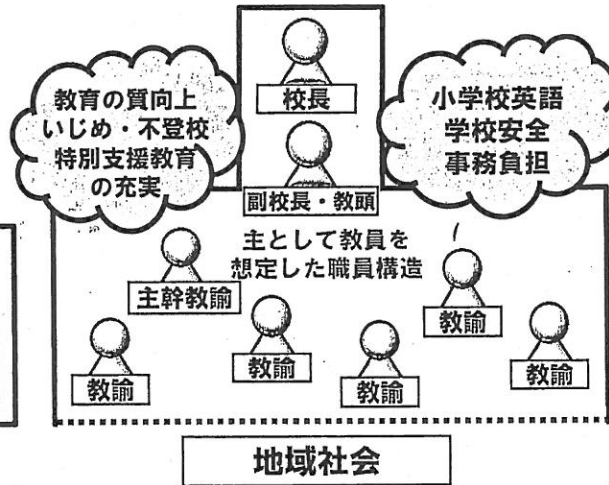 校長
教育の質向上
いじめ・不登校
特別支援教育
の充実
小学校英語
学校安全
事務負担
副校長・教頭
主として教員を
想定した職員構造
主幹教諭
教諭
教諭
教諭
教諭
教諭
地域社会